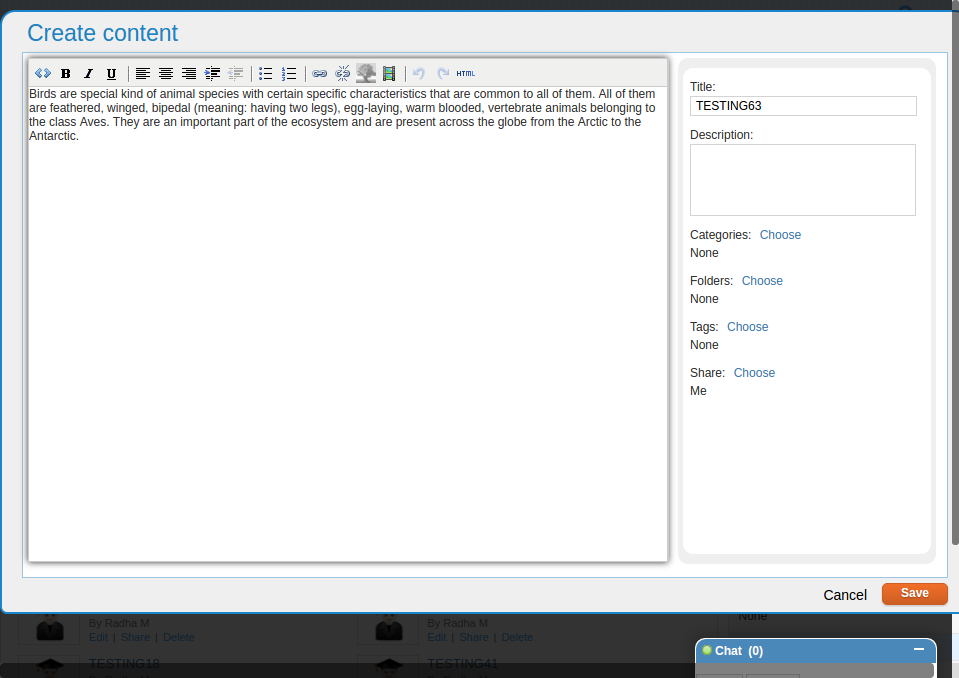 Create content
B I U HTML
Birds are special kind of animal species with certain specific characteristics that are common to all of them. All of them
are feathered, winged, bipedal (meaning: having two legs), egg-laying, warm blooded, vertebrate animals belonging to
the class Aves. They are an important part of the ecosystem and are present across the globe from the Arctic to the
Antarctic.
Title:
TESTING63
Description:
Categories: Choose
None
Folders: Choose
None
Tags: Choose
None
Share: Choose
Me
Cancel Save
By Radha M By Radha M None
Edit | Share | Delete Edit | Share | Delete
Chat (0)
TESTING18 TESTING41